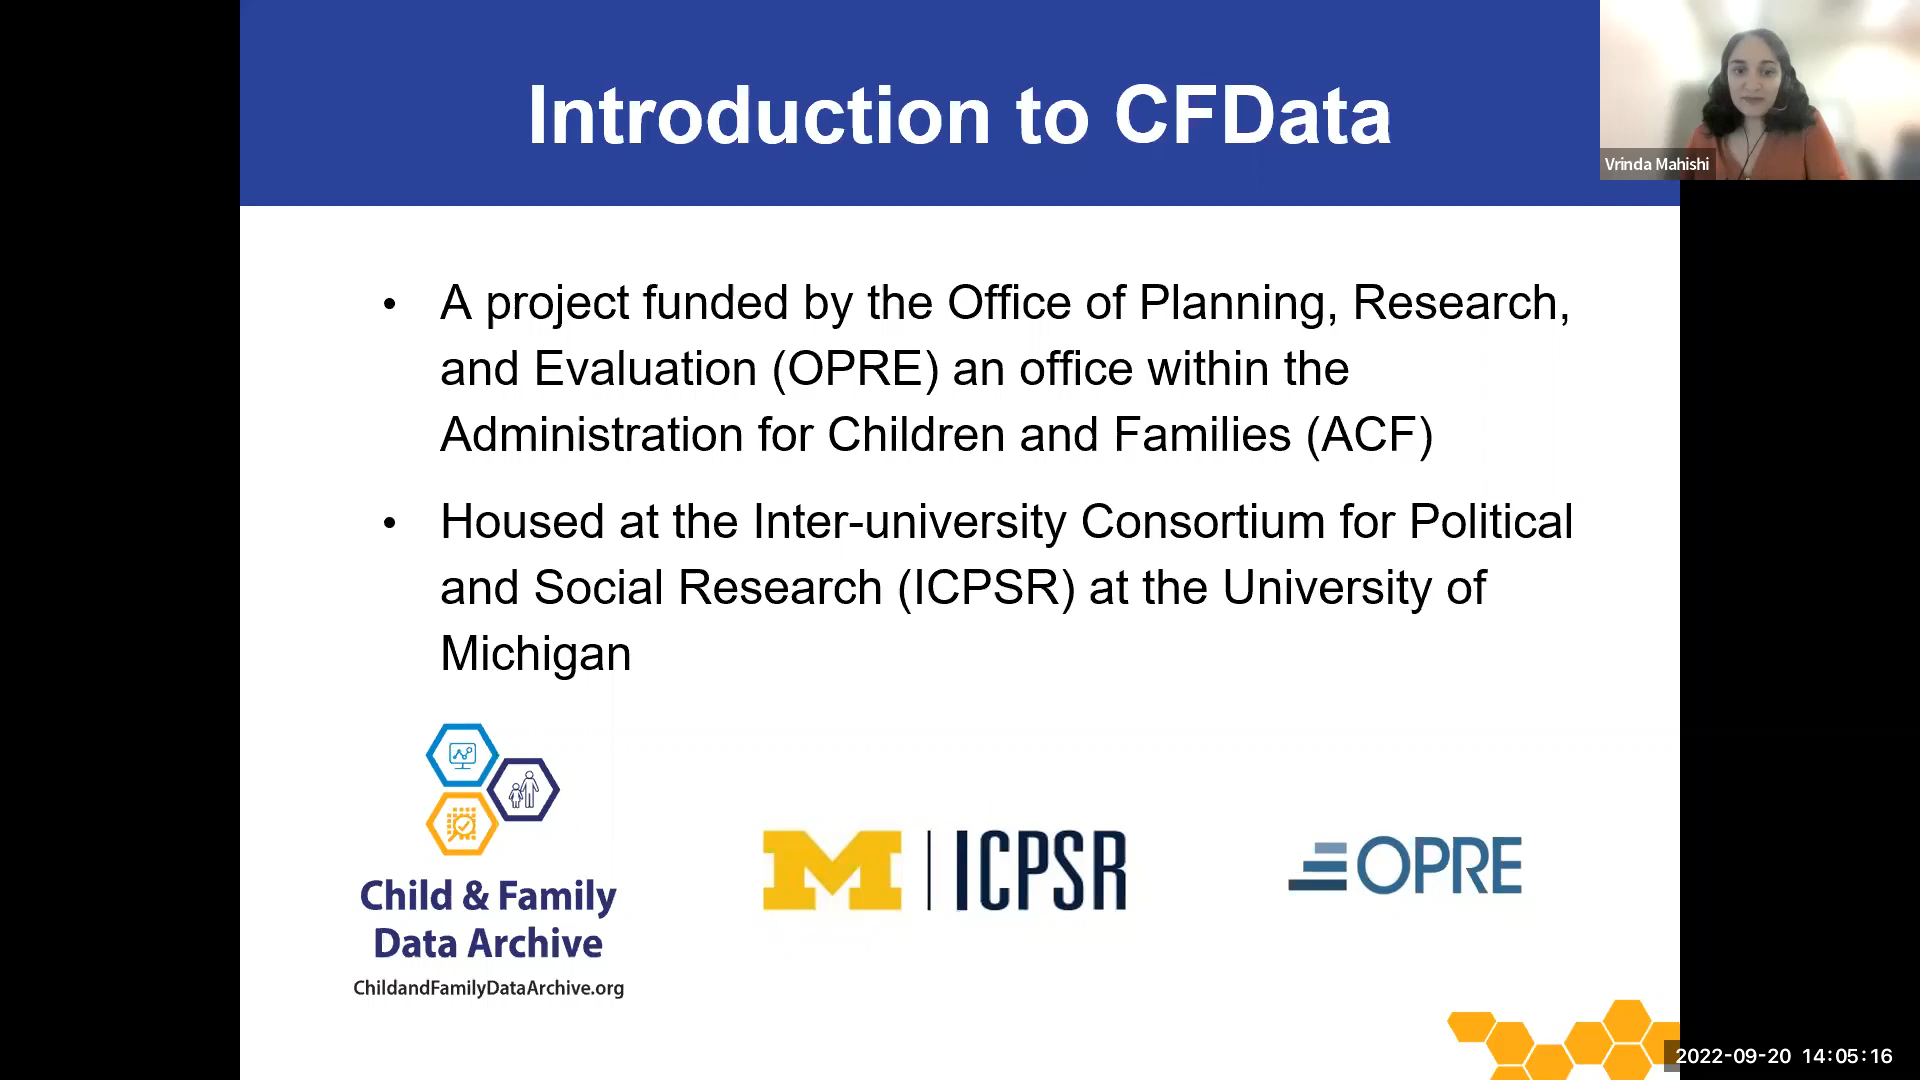 Introduction to CFData
Vrinda Mahishi
• A project funded by the Office of Planning, Research,
and Evaluation (OPRE) an office within the
Administration for Children and Families (ACF)
• Housed at the Inter-university Consortium for Political
and Social Research (ICPSR) at the University of
Michigan
Child & Family
Data Archive
ChildandFamilyDataArchive.org
M | ICPSR
OPRE
2022-09-20 14:05:16